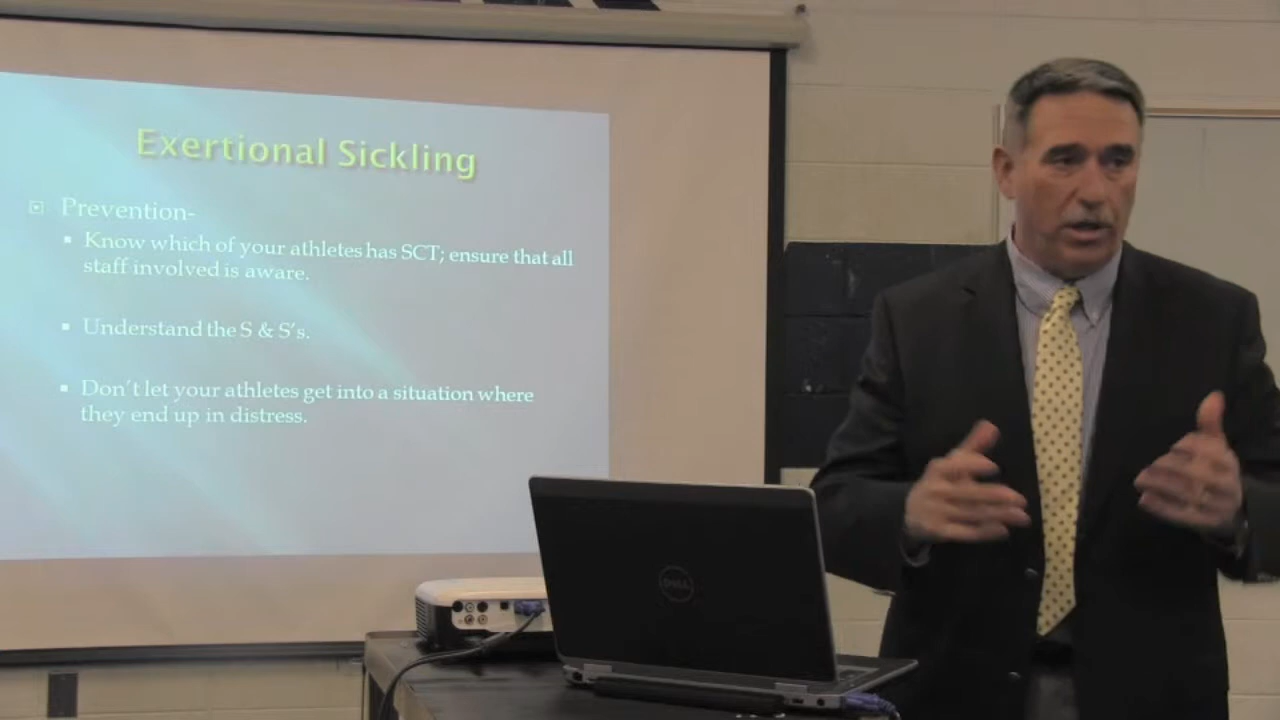 Exertional Sickling
Prevention-
Know which of your athletes has SCT; ensure that all
staff involved is aware.
Understand the S & S's.
Don't let your athletes get into a situation where
they end up in distress.
DELL